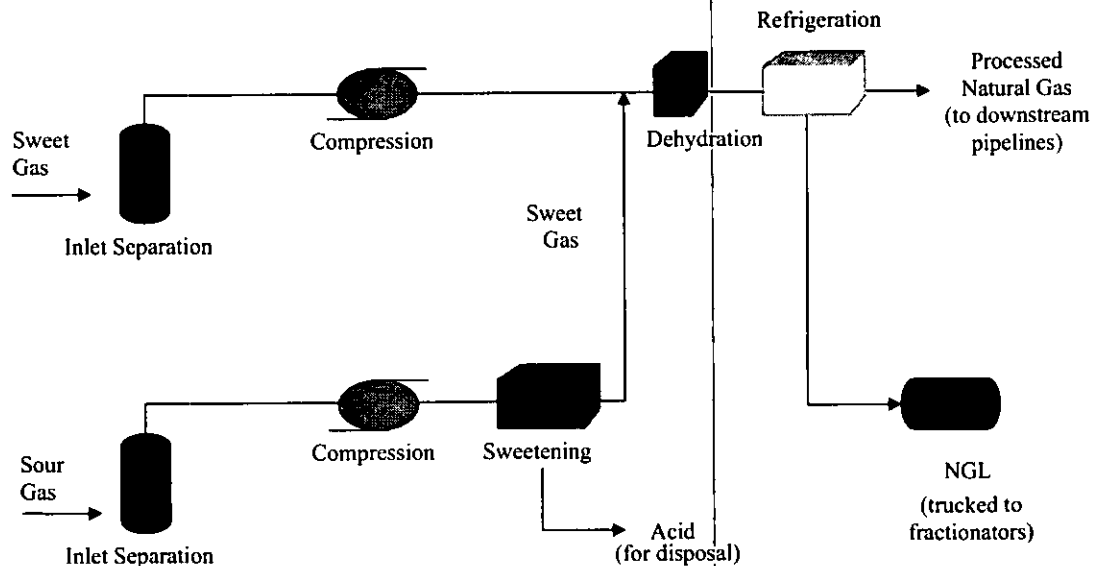 Refrigeration
Processed
Natural Gas
(to downstream
pipelines)
Compression
Dehydration
Sweet
Gas
Inlet Separation
Sweet
Gas
Compression
Sweetening
NGL
(trucked to
fractionators)
Sour
Gas
Inlet Separation
Acid
(for disposal)